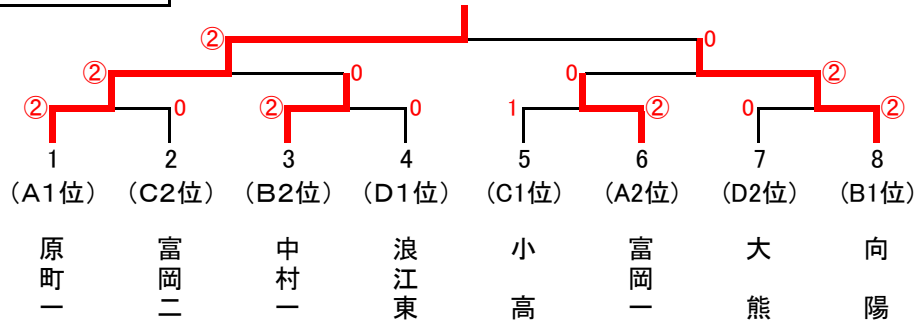 ② 0
② 0 0 ②
② 0 ② 0 1 ② 0 ②
1 2 3 4 5 6 7 8
（A1位） （C2位） （B2位） （D1位） （C1位） （A2位） （D2位） （B1位）
原町一 富岡二 中村一 浪江東 小高 富岡一 大熊 向陽